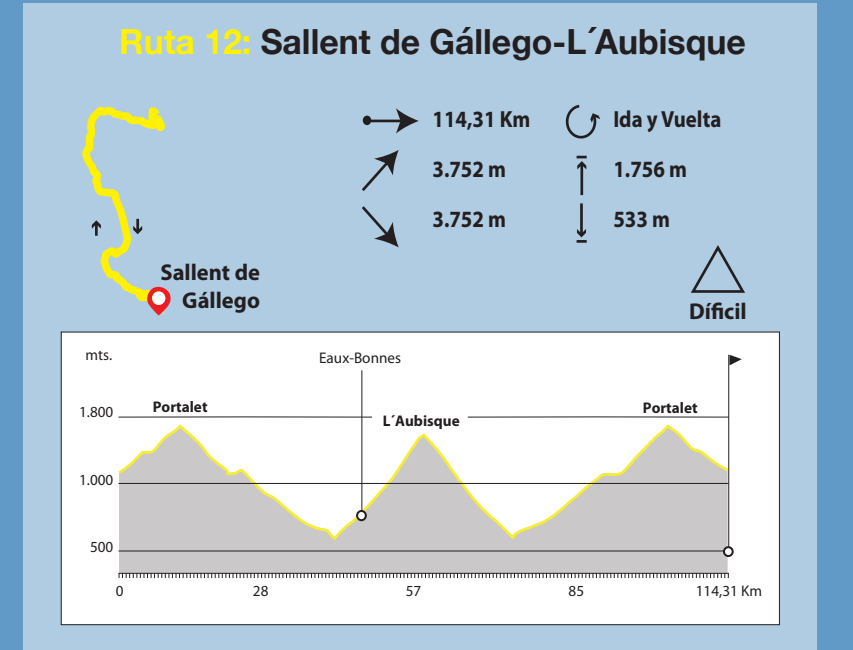 Ruta 12: Sallent de Gállego-L´Aubisque
114,31 Km
Ida y Vuelta
3.752 m
1.756 m
3.752 m
533 m
Sallent de
Gállego
Díficil
mts.
Eaux-Bonnes
1.800
Portalet
L´Aubisque
Portalet
1.000
500
0
28
57
85
114,31 Km